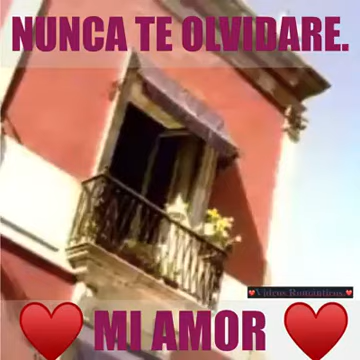 NUNCA TE OLVIDARE.
♥Videos Romanticos♥
♥ MI AMOR ♥